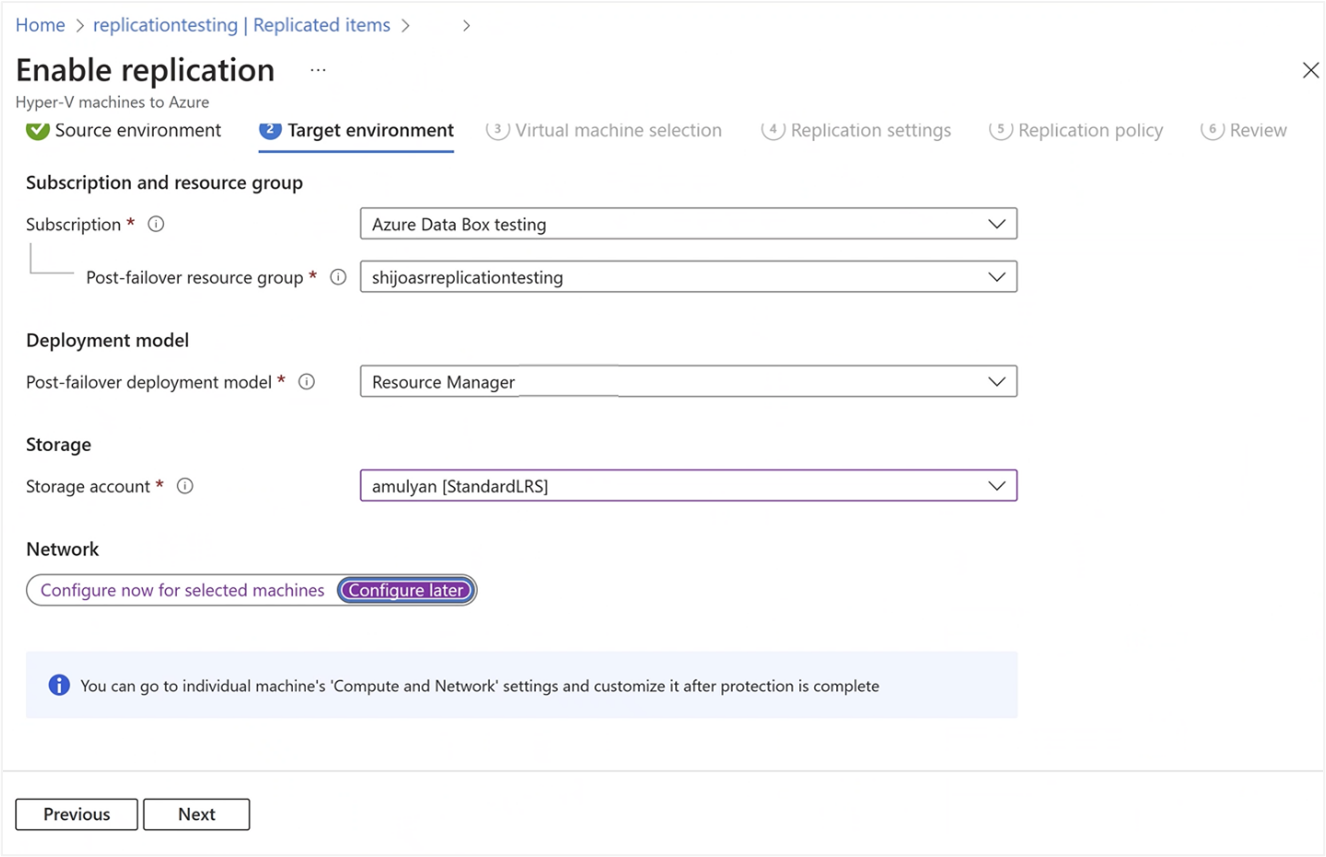 Home > replicationtesting | Replicated items > >
Enable replication ...
Hyper-V machines to Azure
Source environment 2 Target environment 3 Virtual machine selection 4 Replication settings 5 Replication policy 6 Review
Subscription and resource group
Subscription * Azure Data Box testing
Post-failover resource group * shijoasrreplicationtesting
Deployment model
Post-failover deployment model * Resource Manager
Storage
Storage account * amulyan [StandardLRS]
Network
Configure now for selected machines Configure later
You can go to individual machine's 'Compute and Network' settings and customize it after protection is complete
Previous Next